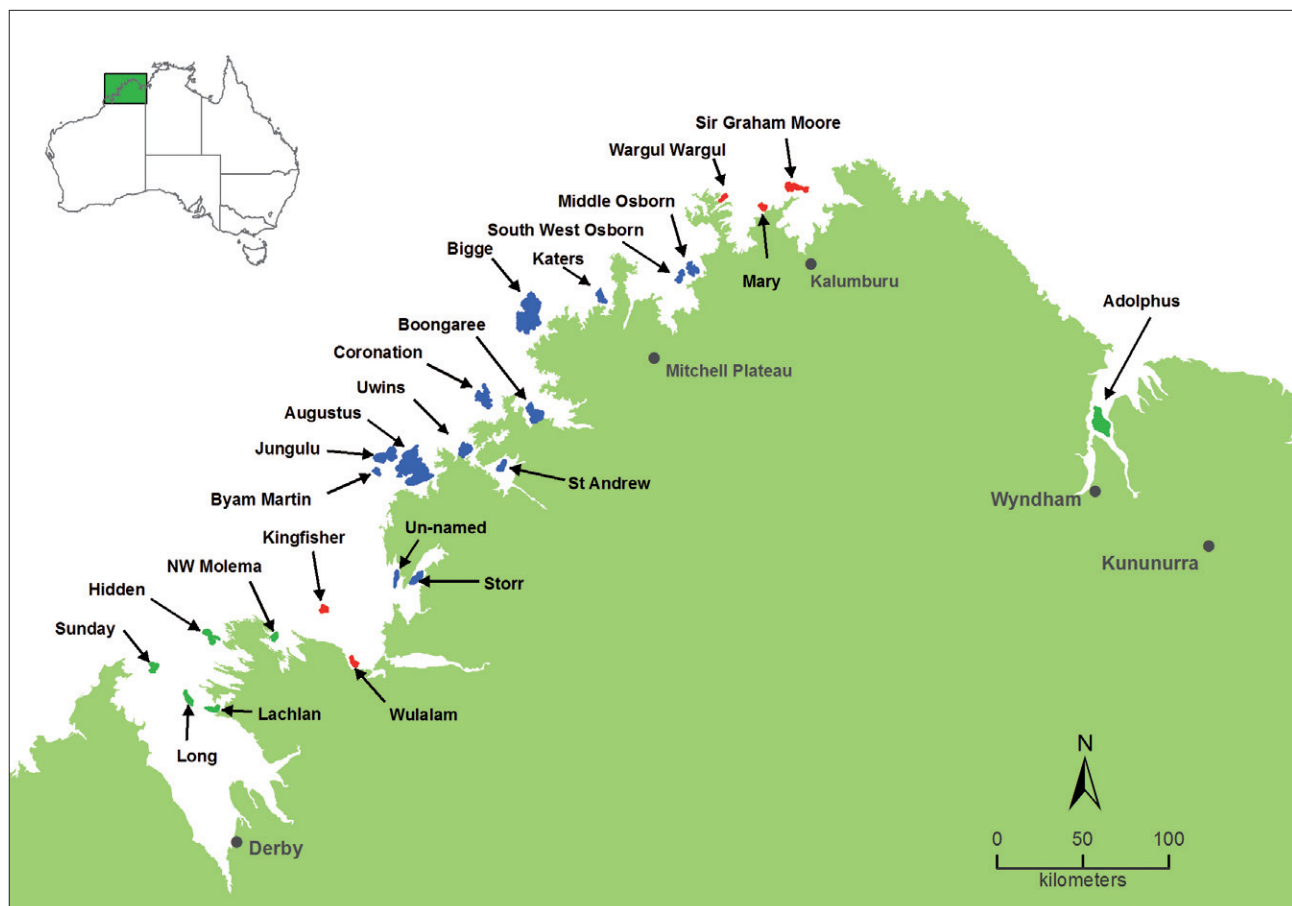 Sir Graham Moore
Wargul Wargul
Middle Osborn
South West Osborn
Bigge
Katers
Mary
Kalumburu
Adolphus
Boongaree
Coronation
Mitchell Plateau
Uwins
Augustus
Jungulu
St Andrew
Byam Martin
Wyndham
Un-named
Kingfisher
Kununurra
NW Molema
Storr
Hidden
Sunday
Lachlan
Wulalam
Long
N
Derby
0 50 100
kilometers